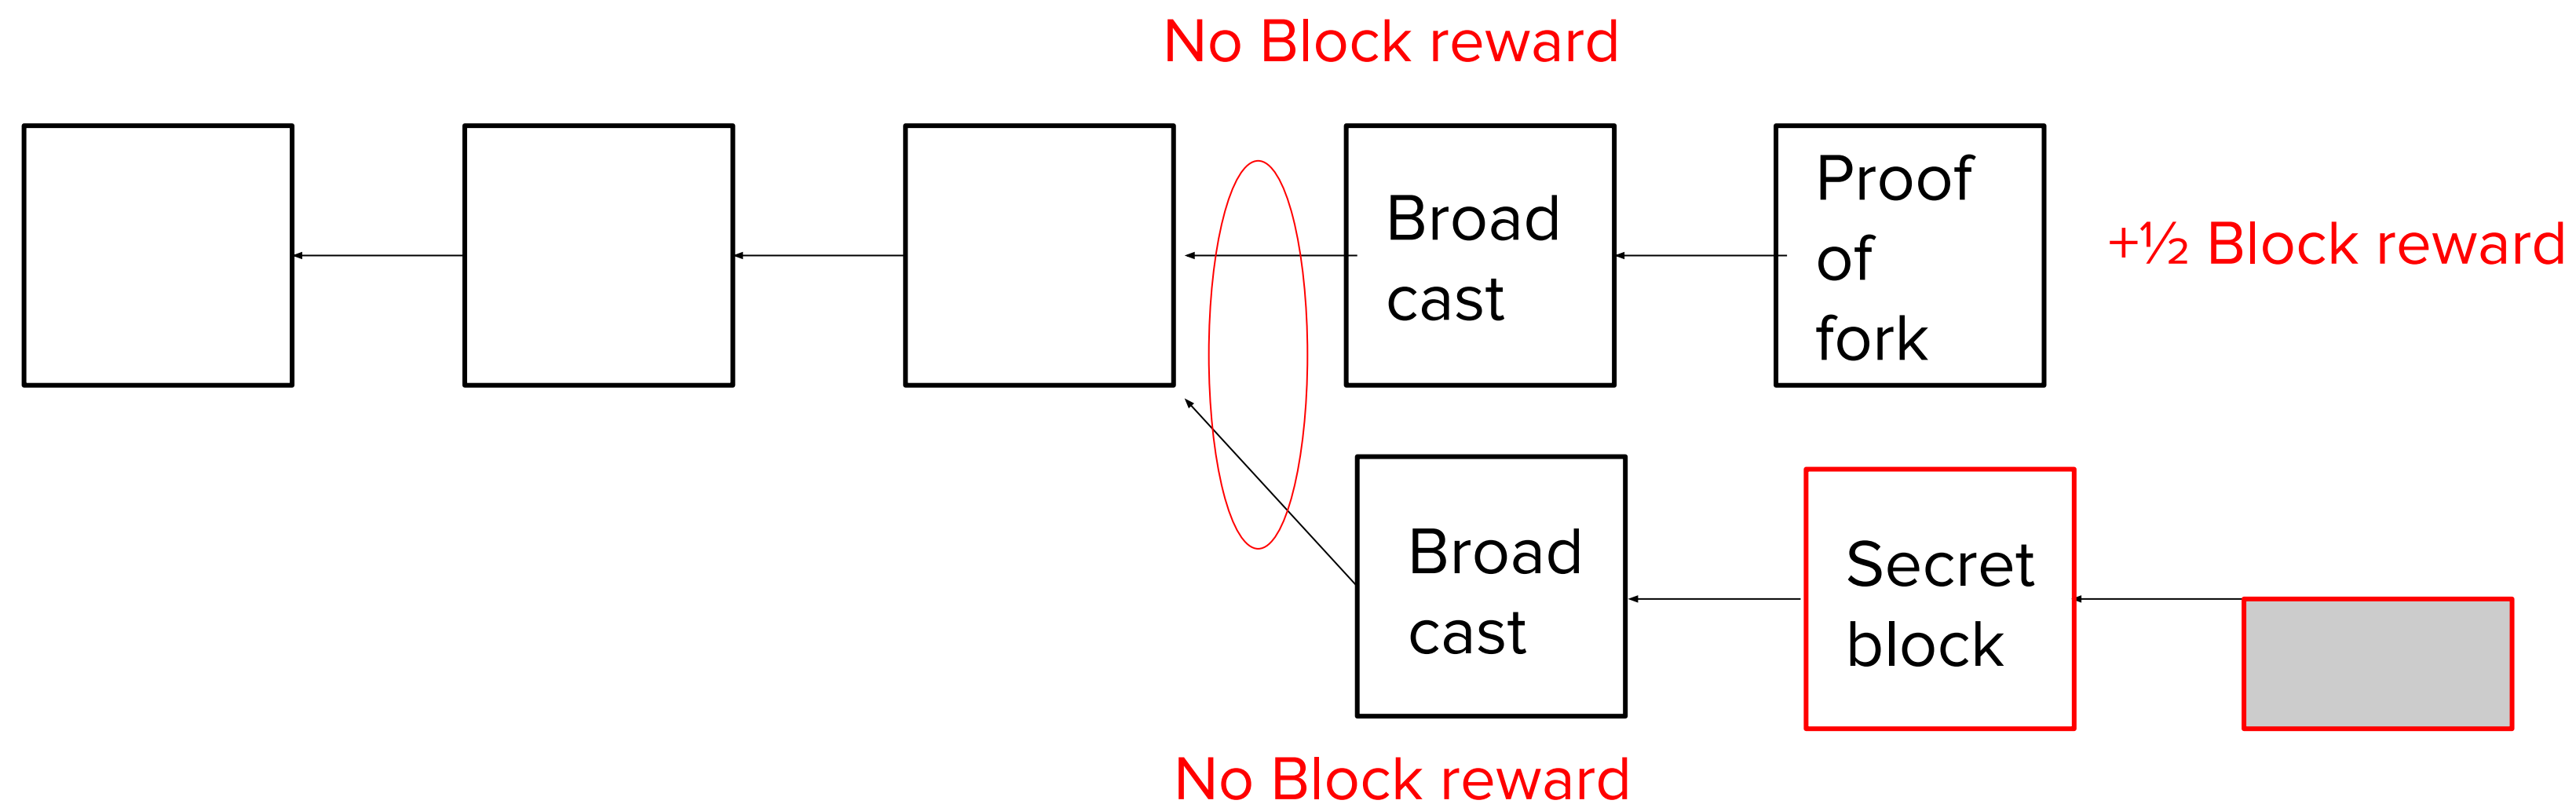 No Block reward
Broad
cast
Proof
of
fork
+½ Block reward
Broad
cast
Secret
block
No Block reward